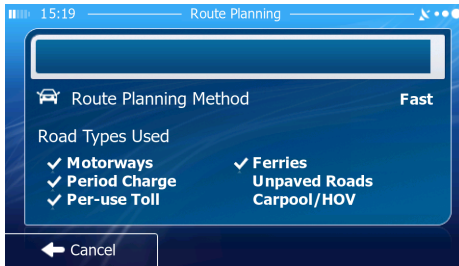 15:19 Route Planning
Route Planning Method Fast
Road Types Used
Motorways Ferries
Period Charge Unpaved Roads
Per-use Toll Carpool/HOV
Cancel